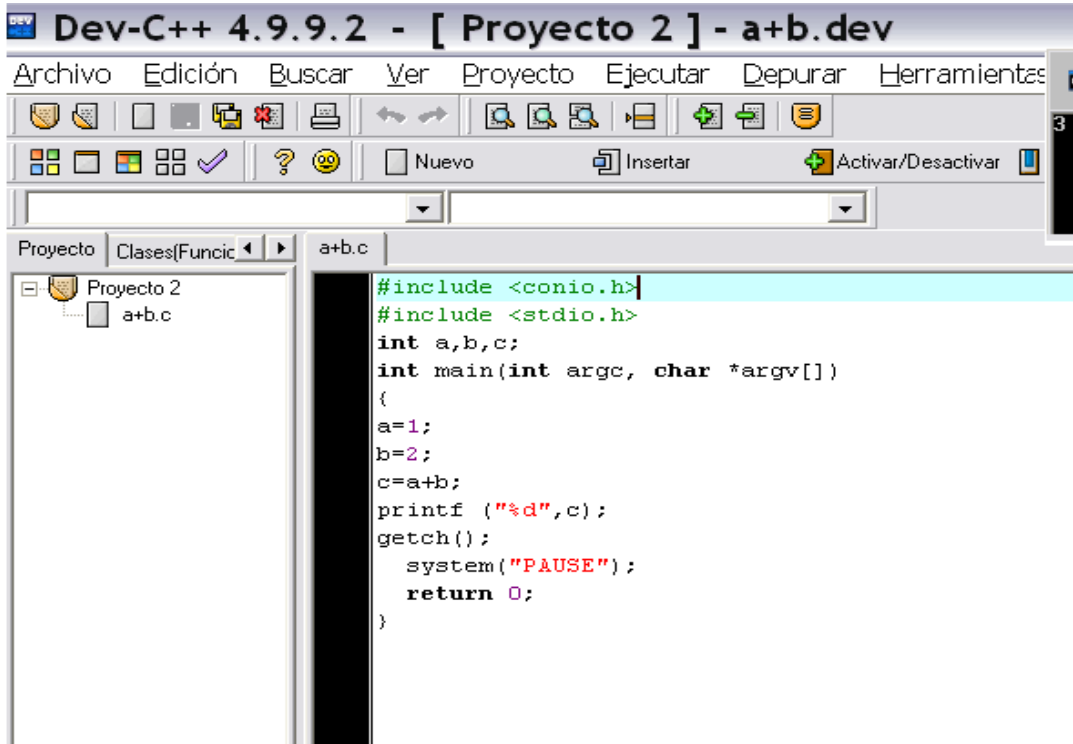 Dev-C++ 4.9.9.2 - [ Proyecto 2 ] - a+b.dev
Archivo Edición Buscar Ver Proyecto Ejecutar Depurar Herramientas
Nuevo Insertar Activar/Desactivar
Proyecto Clases(Funcic a+b.c
Proyecto 2
a+b.c
#include <conio.h>
#include <stdio.h>
int a,b,c;
int main(int argc, char *argv[])
{
a=1;
b=2;
c=a+b;
printf ("%d",c);
getch();
system("PAUSE");
return 0;
}
3